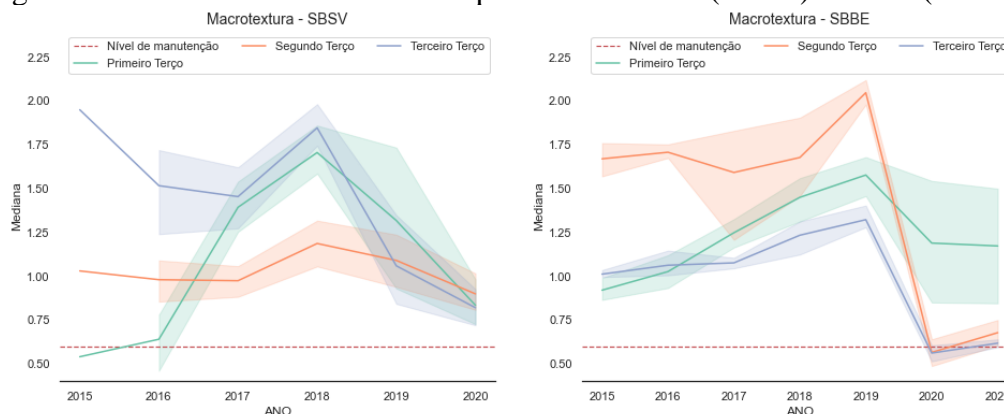 Macrotextura - SBSV
Nível de manutenção
Primeiro Terço
Segundo Terço
Terceiro Terço
2.25
2.00
1.75
1.50
1.25
1.00
0.75
0.50
Mediana
2015 2016 2017 2018 2019 2020
ANO
Macrotextura - SBBE
Nível de manutenção
Primeiro Terço
Segundo Terço
Terceiro Terço
2.25
2.00
1.75
1.50
1.25
1.00
0.75
0.50
Mediana
2015 2016 2017 2018 2019 2020
ANO